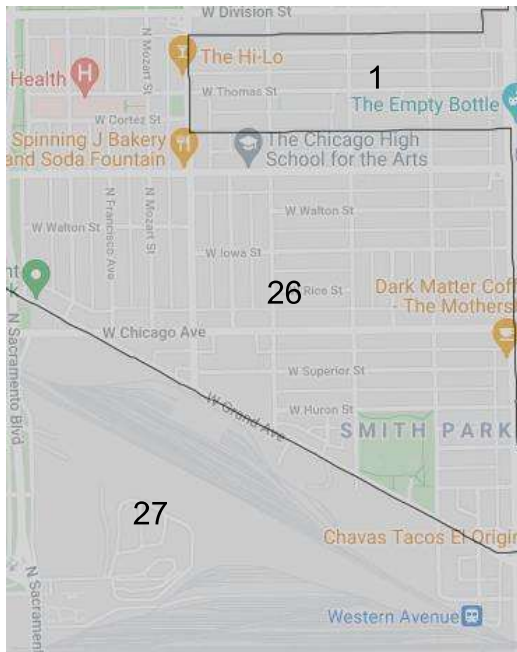 W Division St
N Mozart St
The Hi-Lo
1
Health
W Thomas St
The Empty Bottle
W Cortez St
Spinning J Bakery
and Soda Fountain
The Chicago High
School for the Arts
N Francisco Ave
N Mozart St
W Walton St
W Walton St
W Iowa St
nt
k
26
Rice St
Dark Matter Coff
- The Mothersh
N Sacramento Blvd
W Chicago Ave
W Superior St
W Grand Ave
W Huron St
SMITH PARK
27
Chavas Tacos El Origin
N Sacrament
Western Avenue